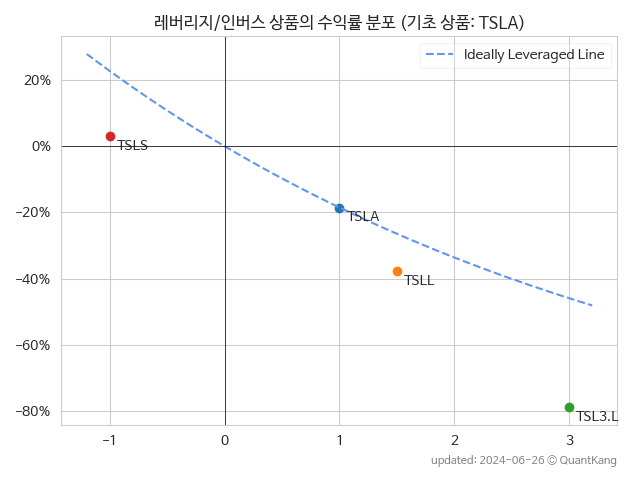 레버리지/인버스 상품의 수익률 분포 (기초 상품: TSLA)
Ideally Leveraged Line
20%
0%
−20%
−40%
−60%
−80%
TSLS
TSLA
TSLL
TSL3.L
−1
0
1
2
3
updated: 2024-06-26 © QuantKang